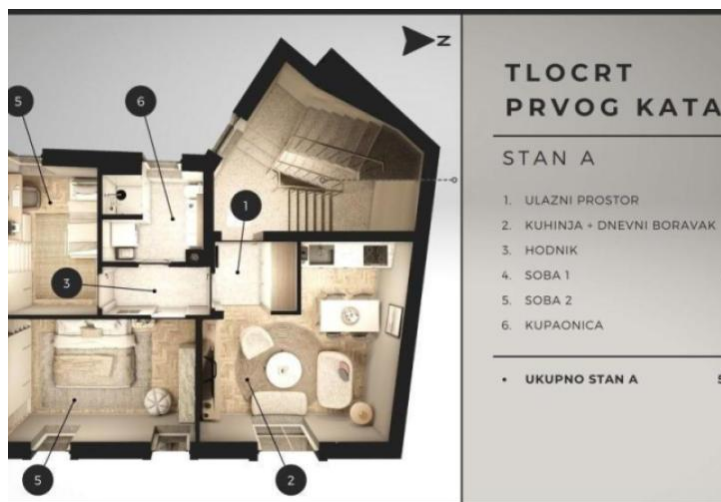 N
TLOCRT
PRVOG KATA
STAN A
1. ULAZNI PROSTOR
2. KUHINJA + DNEVNI BORAVAK
3. HODNIK
4. SOBA 1
5. SOBA 2
6. KUPAONICA
• UKUPNO STAN A
5
6
1
3
5
2